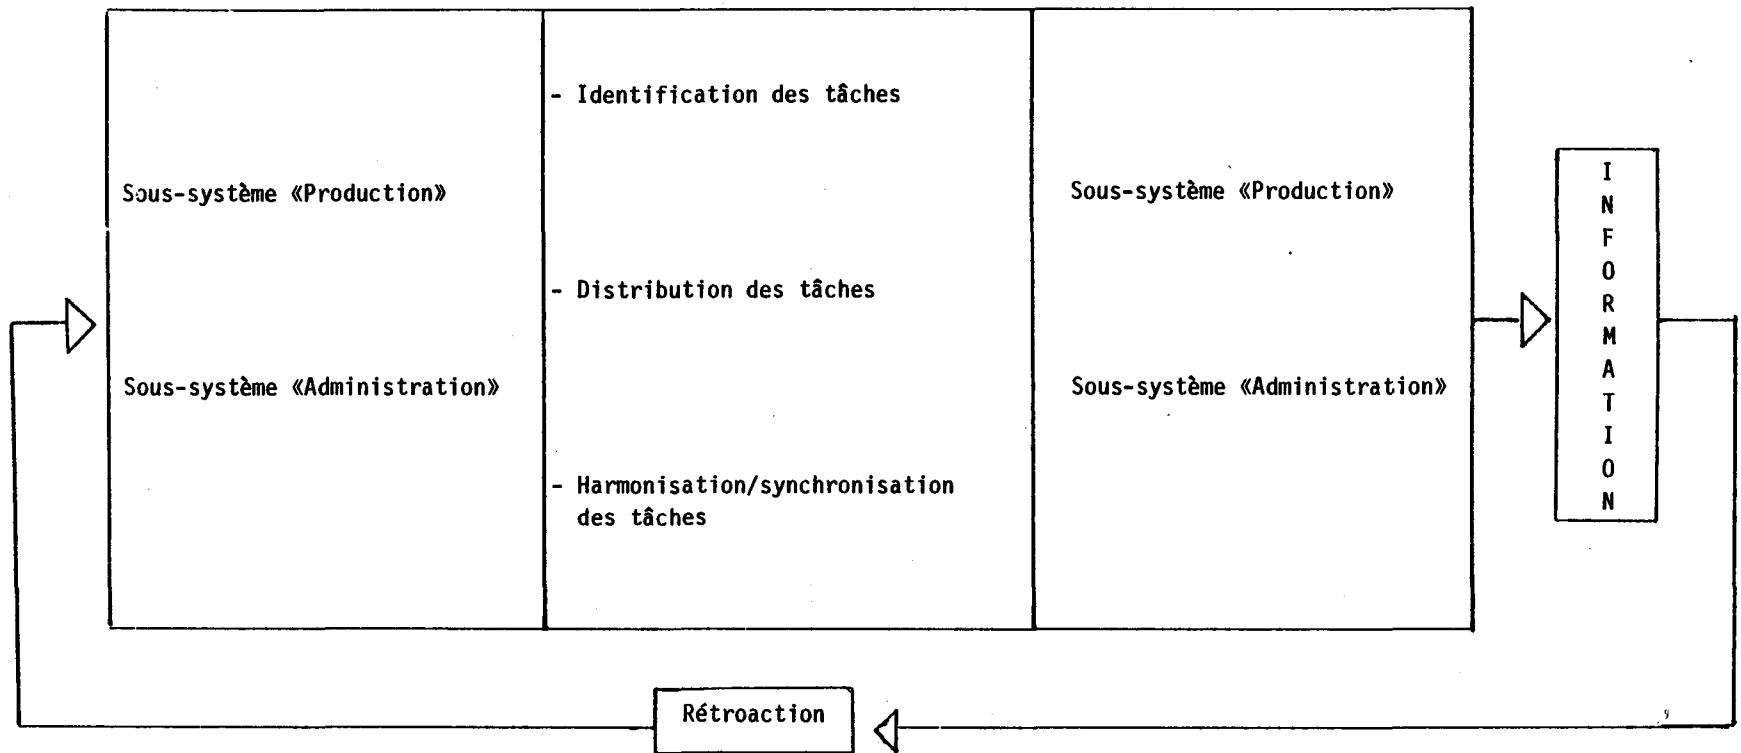 Sous-système «Production»
Sous-système «Administration»
- Identification des tâches
- Distribution des tâches
- Harmonisation/synchronisation
des tâches
Sous-système «Production»
Sous-système «Administration»
INFORMATION
Rétroaction